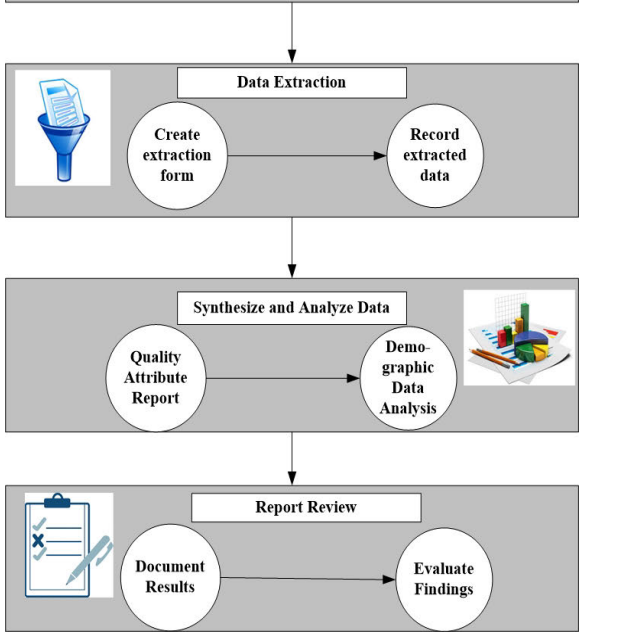 Data Extraction
Create
extraction
form
Record
extracted
data
Synthesize and Analyze Data
Quality
Attribute
Report
Demo-
graphic
Data
Analysis
Report Review
Document
Results
Evaluate
Findings